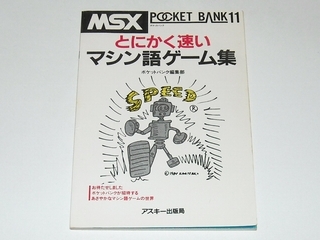 MSX POCKET BANK 11
とにかく速い
マシン語ゲーム集
ポケットバンク編集部
SPEED
®
お待たせしました
ポケットバンクが招待する
あざやかなマシン語ゲームの世界
アスキー出版局